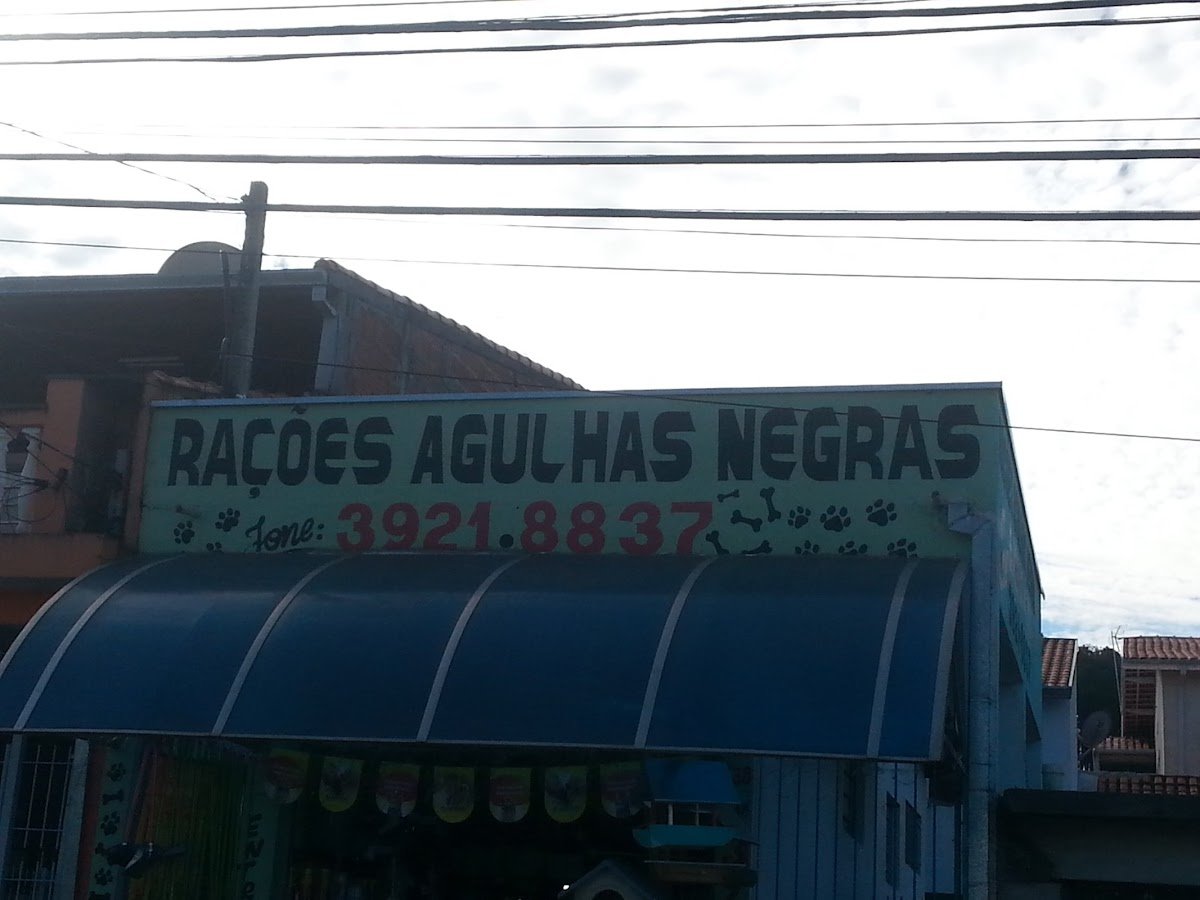 RAÇÕES AGULHAS NEGRAS
fone: 3921.8837